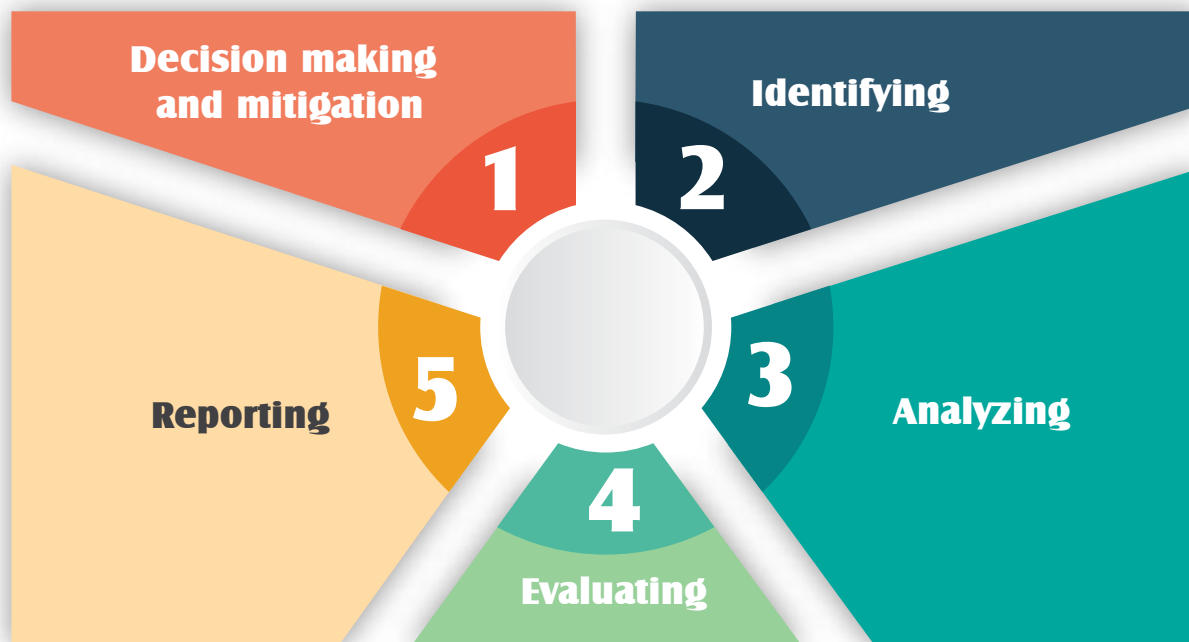 Decision making
and mitigation
1
Identifying
2
Analyzing
3
Evaluating
4
Reporting
5